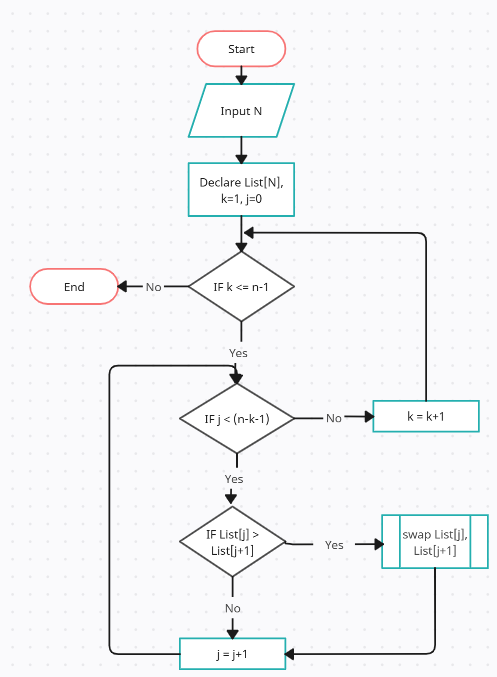 Start
Input N
Declare List[N],
k=1, j=0
IF k <= n-1
No
End
Yes
IF j < (n-k-1)
No
k = k+1
Yes
IF List[j] >
List[j+1]
Yes
swap List[j],
List[j+1]
No
j = j+1